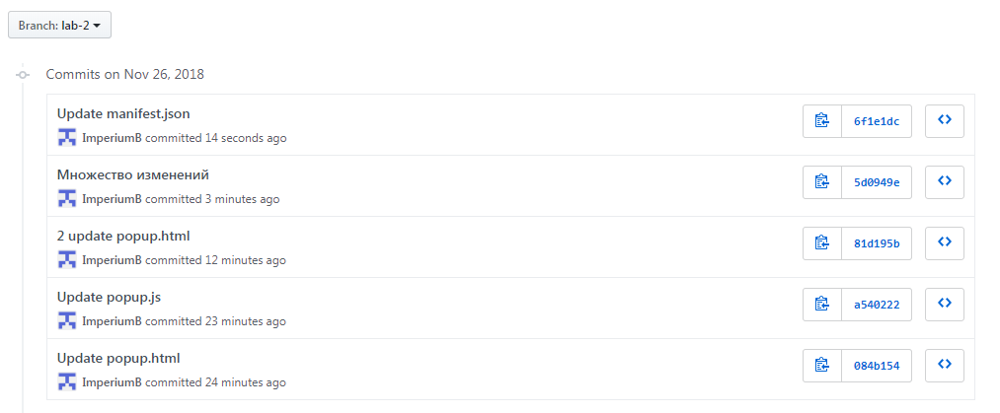 Branch: lab-2
Commits on Nov 26, 2018
Update manifest.json
ImperiumB committed 14 seconds ago
6f1e1dc
Множество изменений
ImperiumB committed 3 minutes ago
5d0949e
2 update popup.html
ImperiumB committed 12 minutes ago
81d195b
Update popup.js
ImperiumB committed 23 minutes ago
a540222
Update popup.html
ImperiumB committed 24 minutes ago
084b154